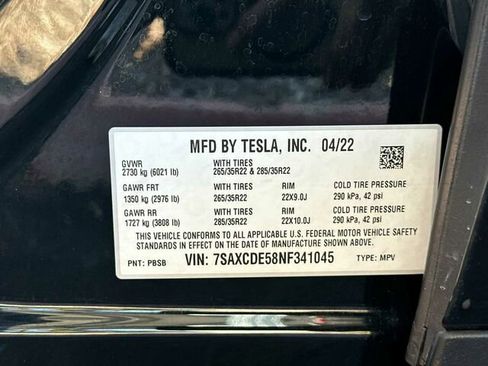 MFD BY TESLA, INC. 04/22
GVWR WITH TIRES
2730 kg (6021 lb) 265/35R22 & 285/35R22
GAWR FRT WITH TIRES RIM COLD TIRE PRESSURE
1350 kg (2976 lb) 265/35R22 22X9.0J 290 kPa, 42 psi
GAWR RR WITH TIRES RIM COLD TIRE PRESSURE
1727 kg (3808 lb) 285/35R22 22X10.0J 290 kPa, 42 psi
THIS VEHICLE CONFORMS TO ALL APPLICABLE U.S. FEDERAL MOTOR VEHICLE SAFETY
STANDARDS IN EFFECT ON THE DATE OF MANUFACTURE SHOWN ABOVE.
PNT: PBSB VIN: 7SAXCDE58NF341045 TYPE: MPV